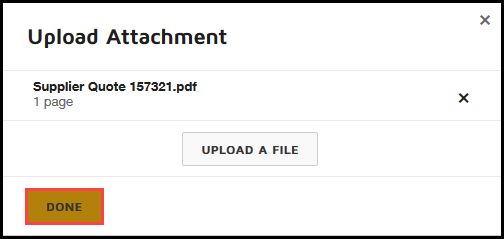 Upload Attachment
Supplier Quote 157321.pdf
1 page
UPLOAD A FILE
DONE